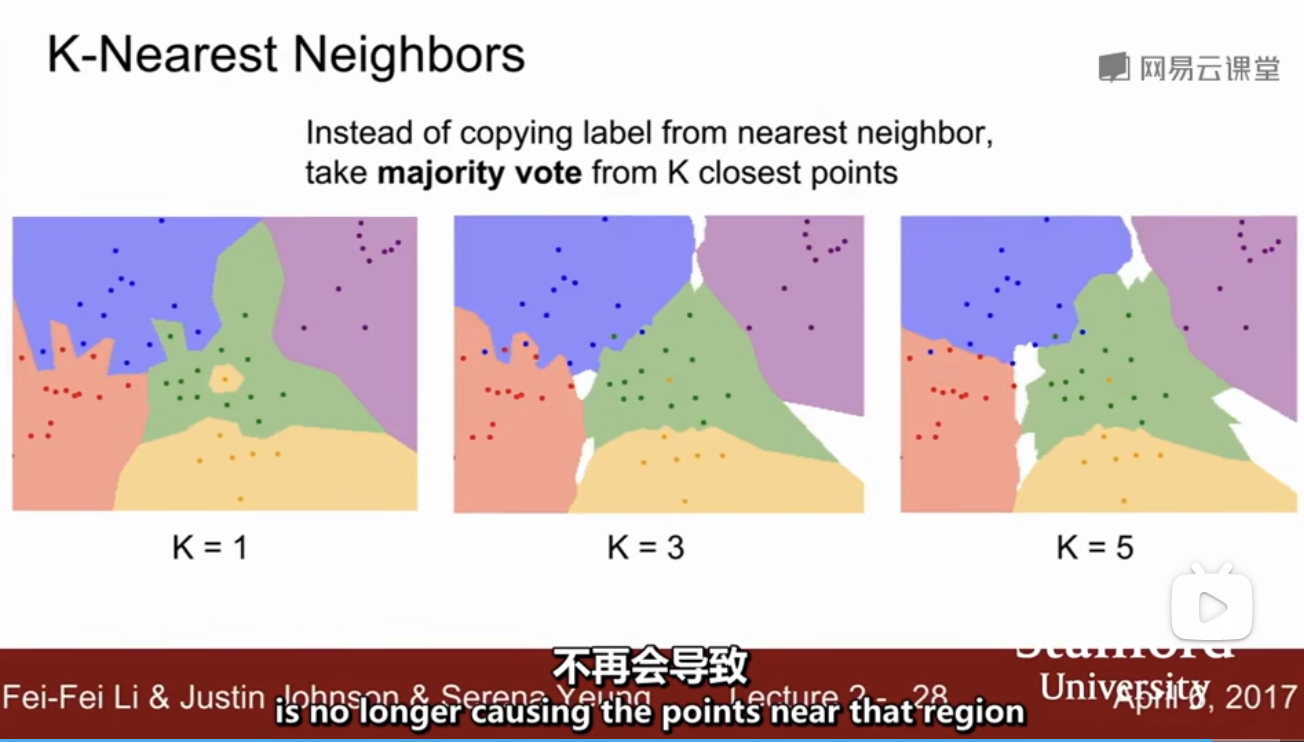 K-Nearest Neighbors
网易云课堂
Instead of copying label from nearest neighbor,
take majority vote from K closest points
K = 1
K = 3
K = 5
不再会导致
Stanford
University
Fei-Fei Li & Justin Johnson & Serena Yeung
Lecture 2 - 28
April 6, 2017
is no longer causing the points near that region